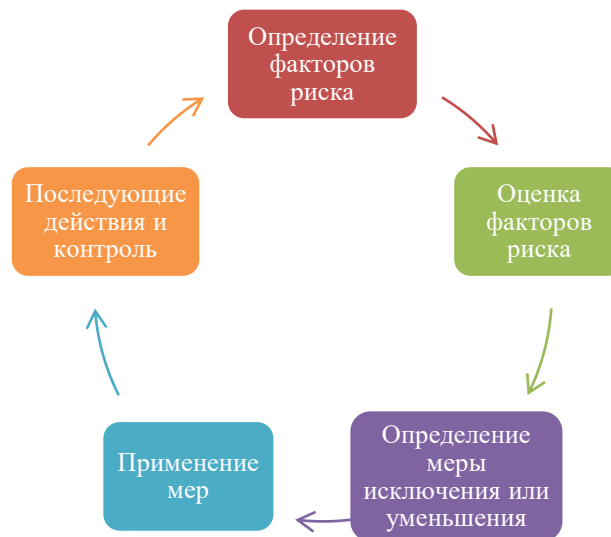 Определение
факторов
риска
Последующие
действия и
контроль
Оценка
факторов
риска
Применение
мер
Определение
меры
исключения или
уменьшения